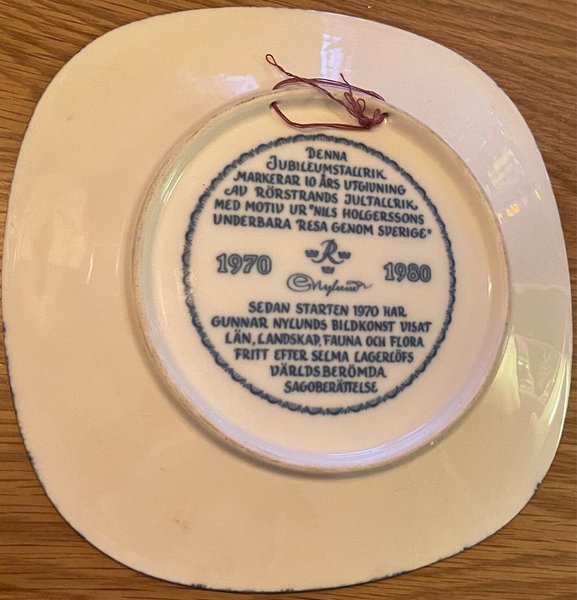 DENNA
JUBILEUMSTALLRIK
MARKERAR 10 ÅRS UTGIVNING
AV RÖRSTRANDS JULTALLRIK
MED MOTIV UR "NILS HOLGERSSONS
UNDERBARA RESA GENOM SVERIGE"
R
1970 1980
GNylund
SEDAN STARTEN 1970 HAR
GUNNAR NYLUNDS BILDKONST VISAT
LÄN, LANDSKAP, FAUNA OCH FLORA
FRITT EFTER SELMA LAGERLÖFS
VÄRLDSBERÖMDA
SAGOBERÄTTELSE